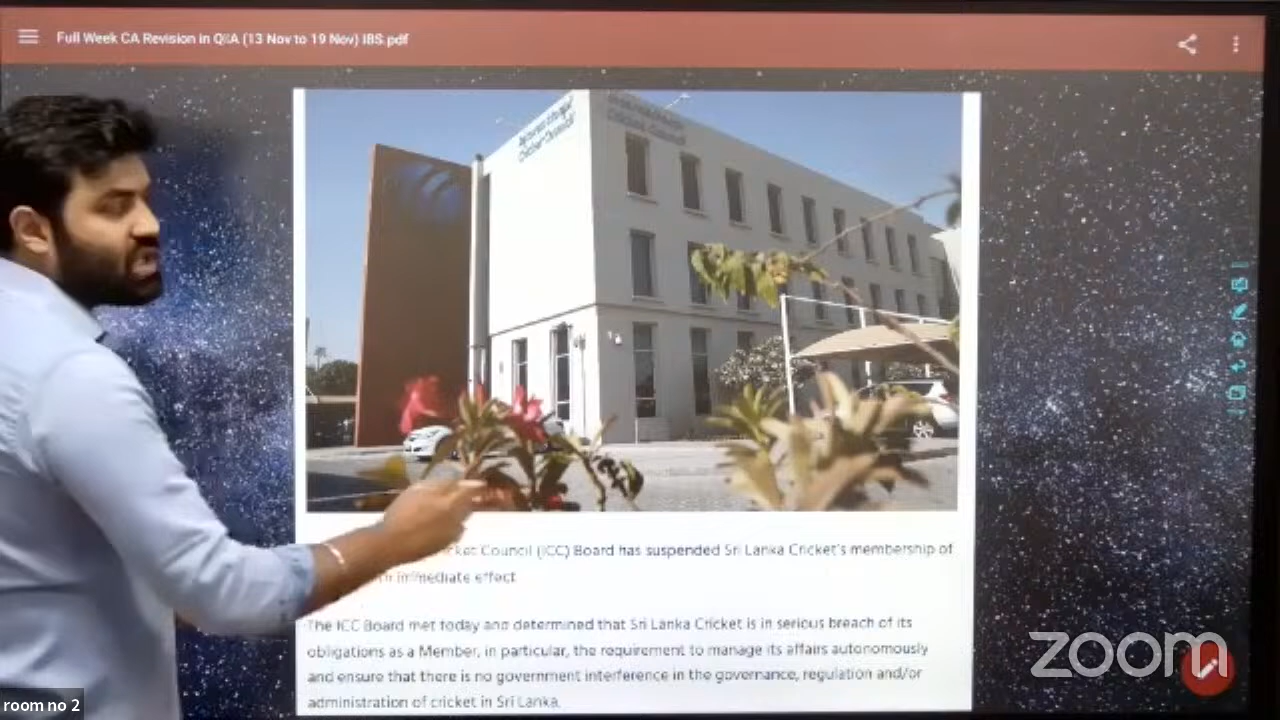 Full Week CA Revision in Q&A (13 Nov to 19 Nov) IBS.pdf
Cricket Council
Council (ICC) Board has suspended Sri Lanka Cricket's membership of
immediate effect
The ICC Board met today and determined that Sri Lanka Cricket is in serious breach of its
obligations as a Member, in particular, the requirement to manage its affairs autonomously
and ensure that there is no government interference in the governance, regulation and/or
administration of cricket in Sri Lanka.
zoom
room no 2